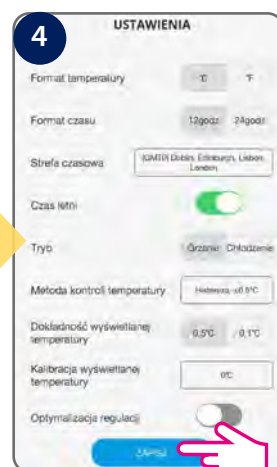 4
USTAWIENIA
Format temperatury °C °F
Format czasu 12godz 24godz
Strefa czasowa (GMT0) Dublin, Edinburgh, Lisbon,
London
Czas letni
Tryb Grzanie Chłodzenie
Metoda kontroli temperatury Histereza ±0.5°C
Dokładność wyświetlanej
temperatury 0,5°C 0,1°C
Kalibracja wyświetlanej
temperatury 0°C
Optymalizacja regulacji
ZAPISZ